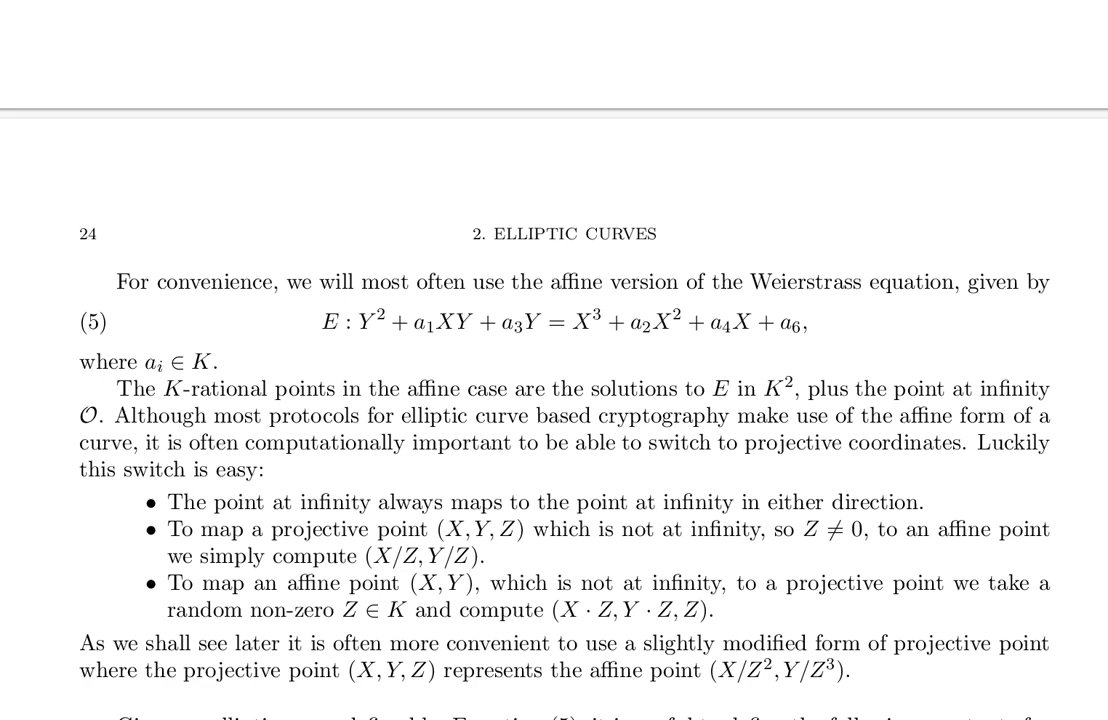 24
2. ELLIPTIC CURVES
For convenience, we will most often use the affine version of the Weierstrass equation, given by
(5) E : Y² + a₁XY + a₃Y = X³ + a₂X² + a₄X + a₆,
where aᵢ ∈ K.
The K-rational points in the affine case are the solutions to E in K², plus the point at infinity
𝒪. Although most protocols for elliptic curve based cryptography make use of the affine form of a
curve, it is often computationally important to be able to switch to projective coordinates. Luckily
this switch is easy:
• The point at infinity always maps to the point at infinity in either direction.
• To map a projective point (X, Y, Z) which is not at infinity, so Z ≠ 0, to an affine point
we simply compute (X/Z, Y/Z).
• To map an affine point (X, Y), which is not at infinity, to a projective point we take a
random non-zero Z ∈ K and compute (X · Z, Y · Z, Z).
As we shall see later it is often more convenient to use a slightly modified form of projective point
where the projective point (X, Y, Z) represents the affine point (X/Z², Y/Z³).